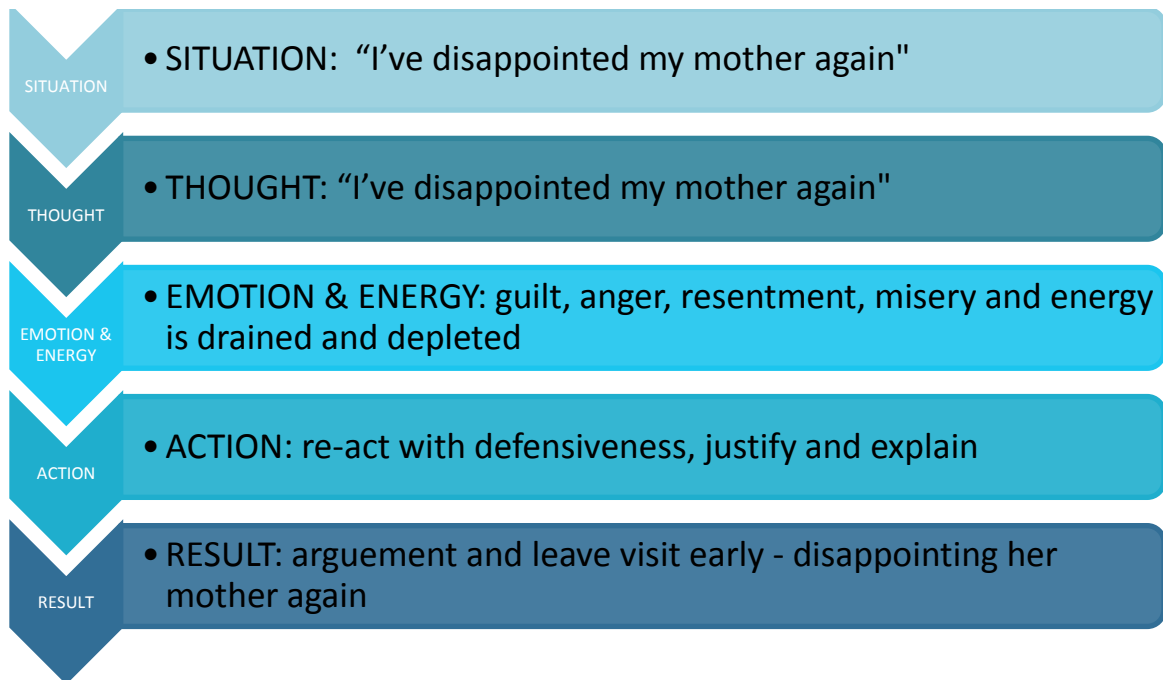 SITUATION
• SITUATION:  “I’ve disappointed my mother again"
THOUGHT
• THOUGHT: “I’ve disappointed my mother again"
EMOTION &
ENERGY
• EMOTION & ENERGY: guilt, anger, resentment, misery and energy
is drained and depleted
ACTION
• ACTION: re-act with defensiveness, justify and explain
RESULT
• RESULT: arguement and leave visit early - disappointing her
mother again